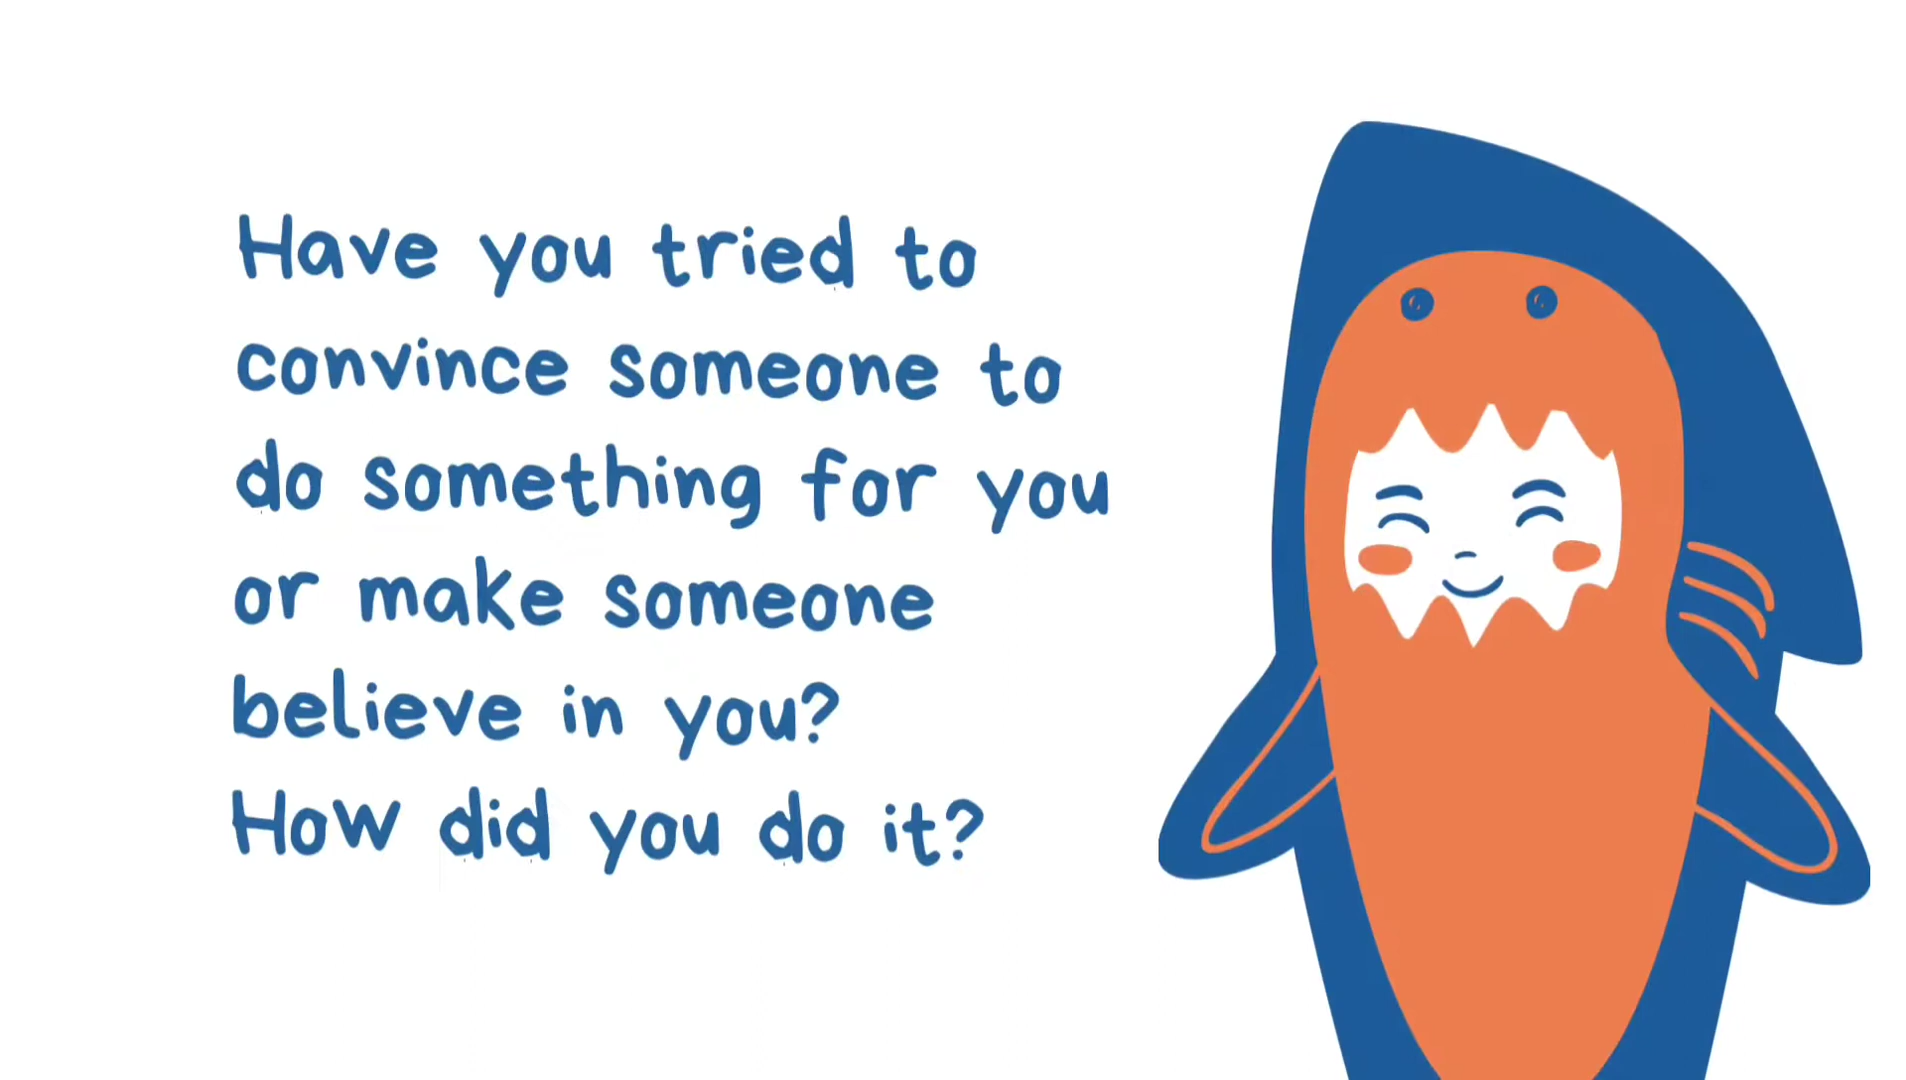 Have you tried to
convince someone to
do something for you
or make someone
believe in you?
How did you do it?